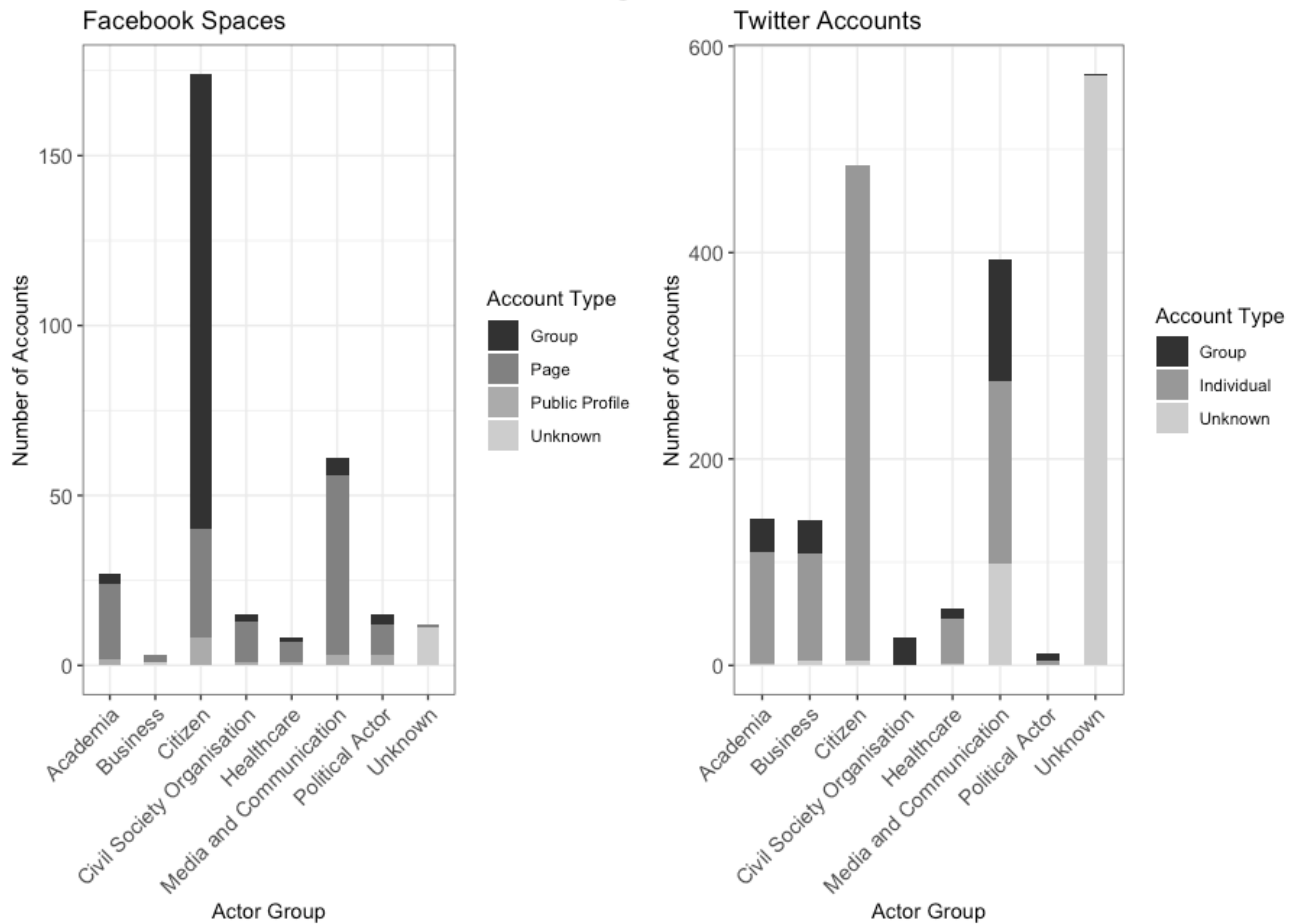 Facebook Spaces
Number of Accounts
150
100
50
0
Academia
Business
Citizen
Civil Society Organisation
Healthcare
Media and Communication
Political Actor
Unknown
Actor Group
Account Type
Group
Page
Public Profile
Unknown
Twitter Accounts
Number of Accounts
600
400
200
0
Academia
Business
Citizen
Civil Society Organisation
Healthcare
Media and Communication
Political Actor
Unknown
Actor Group
Account Type
Group
Individual
Unknown